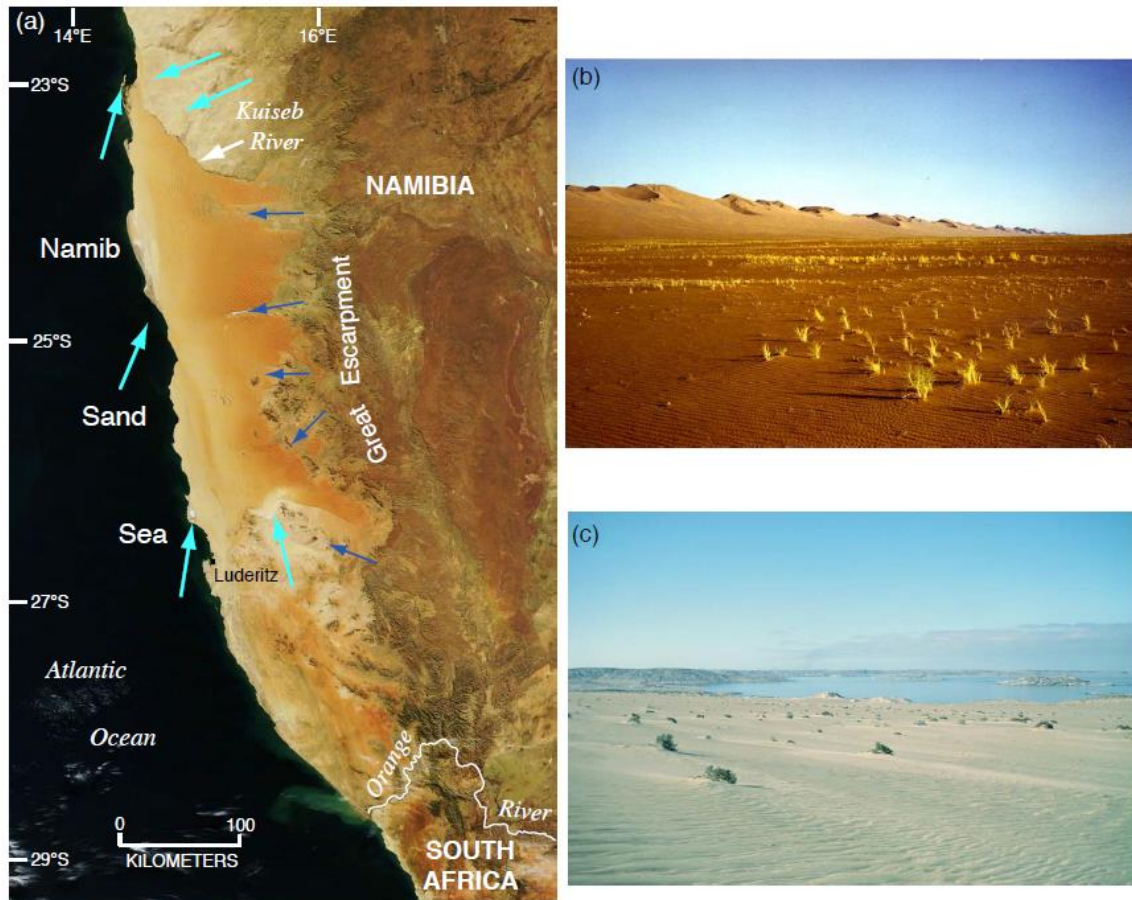 (a)
14°E
16°E
23°S
Kuiseb
River
NAMIBIA
Namib
Great Escarpment
25°S
Sand
Sea
Luderitz
27°S
Atlantic
Ocean
Orange
River
0 100
KILOMETERS
SOUTH
AFRICA
29°S
(b)
(c)